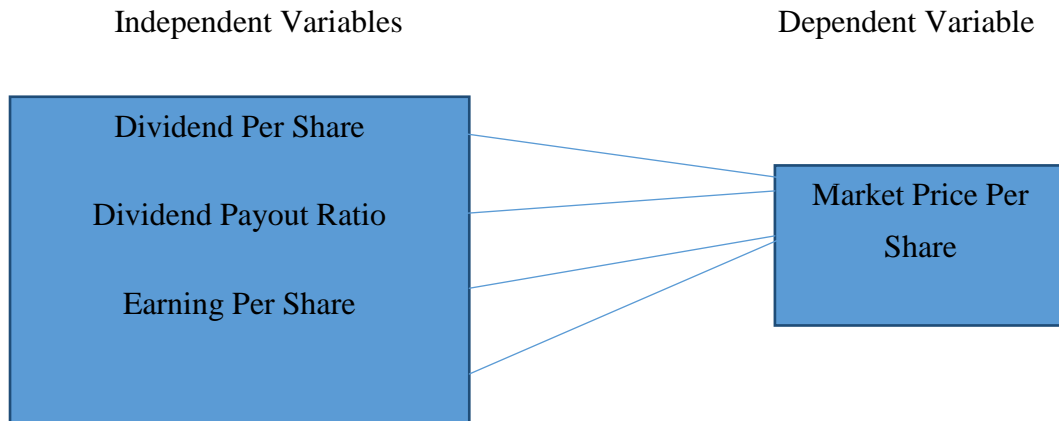 Independent Variables
Dependent Variable
Dividend Per Share
Dividend Payout Ratio
Earning Per Share
Market Price Per
Share